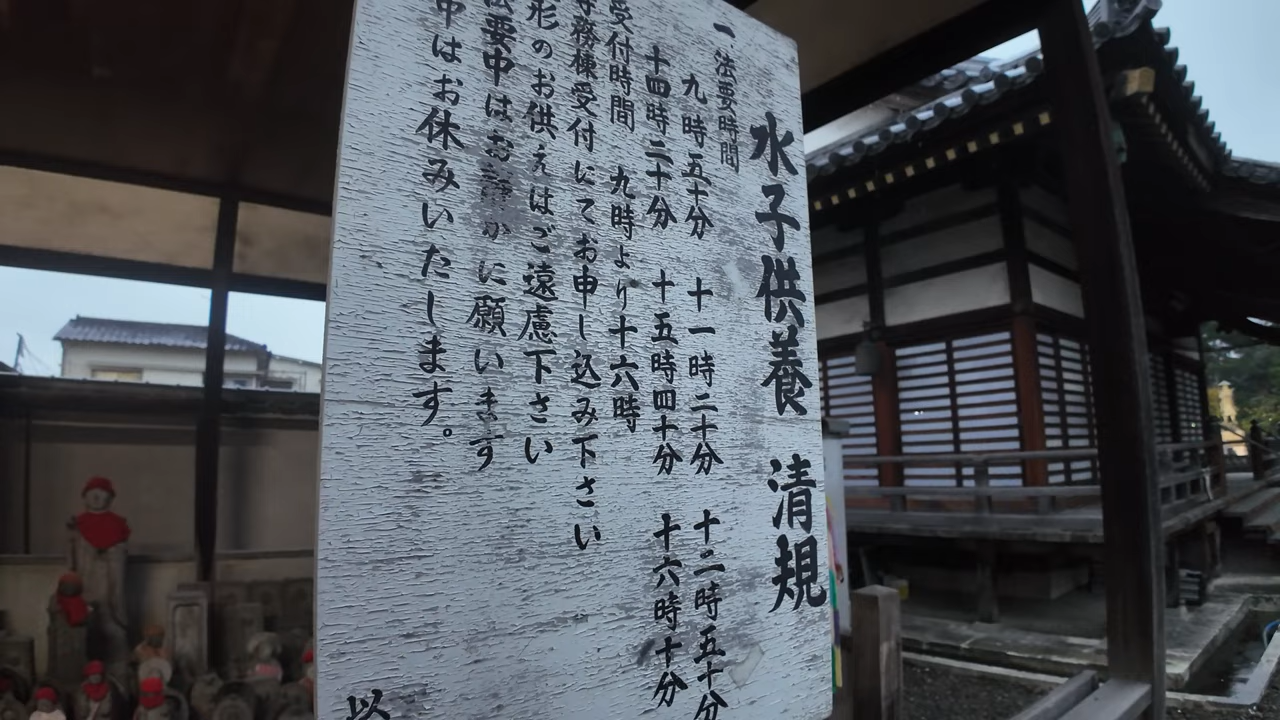 水子供養 清規
一、法要時間
九時五十分 十一時二十分 十二時五十分
十四時二十分 十五時四十分 十六時十分
受付時間 九時より十六時
務棟受付にてお申し込み下さい
形のお供えはご遠慮下さい
法要中はお静かに願います
中はお休みいたします。
以